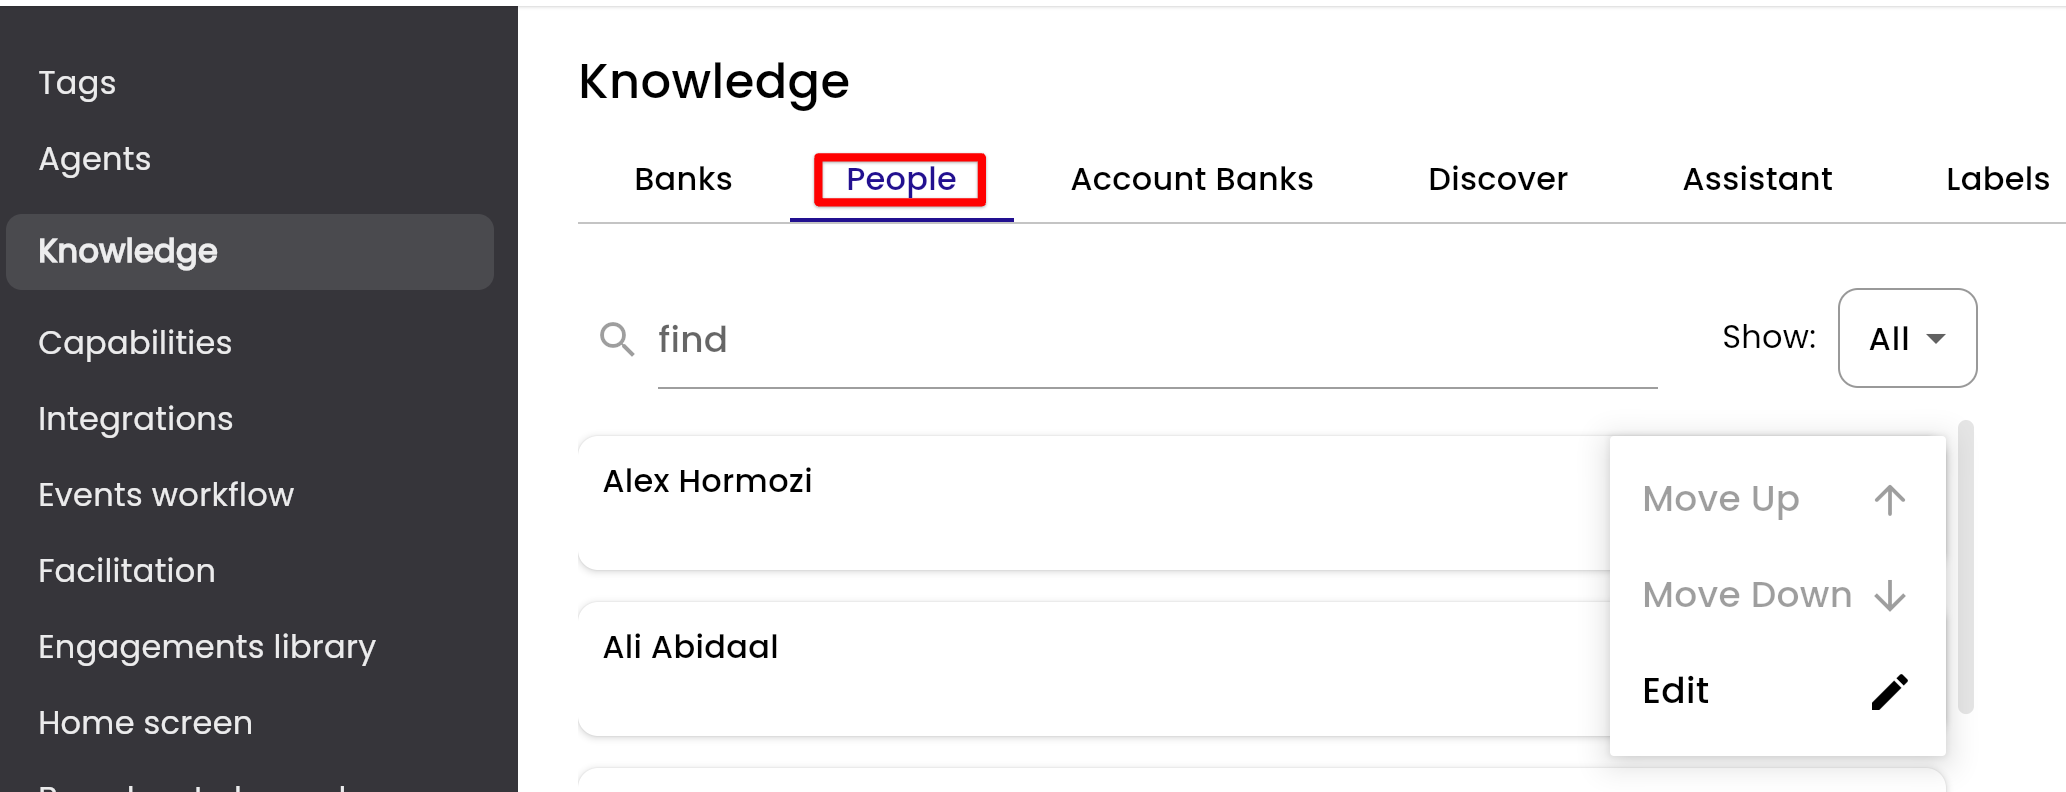 Tags
Agents
Knowledge
Capabilities
Integrations
Events workflow
Facilitation
Engagements library
Home screen
Knowledge
Banks People Account Banks Discover Assistant Labels
find
Show: All
Alex Hormozi
Ali Abidaal
Move Up
Move Down
Edit